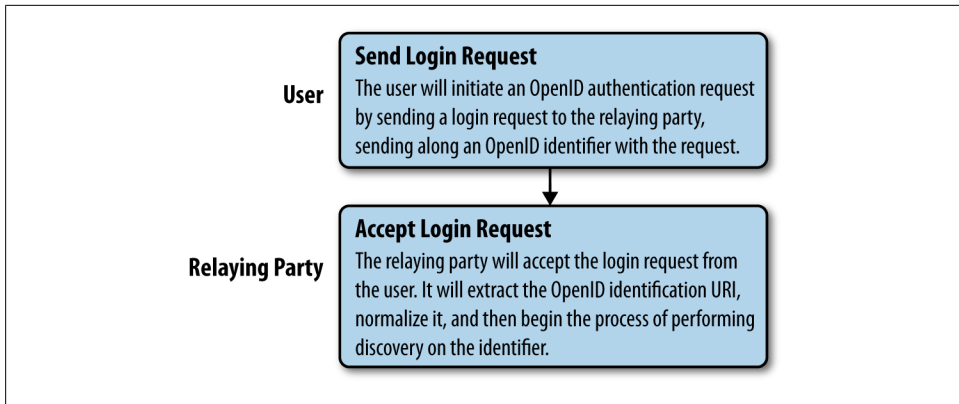 Send Login Request
User
The user will initiate an OpenID authentication request
by sending a login request to the relaying party,
sending along an OpenID identifier with the request.
Accept Login Request
Relaying Party
The relaying party will accept the login request from
the user. It will extract the OpenID identification URI,
normalize it, and then begin the process of performing
discovery on the identifier.